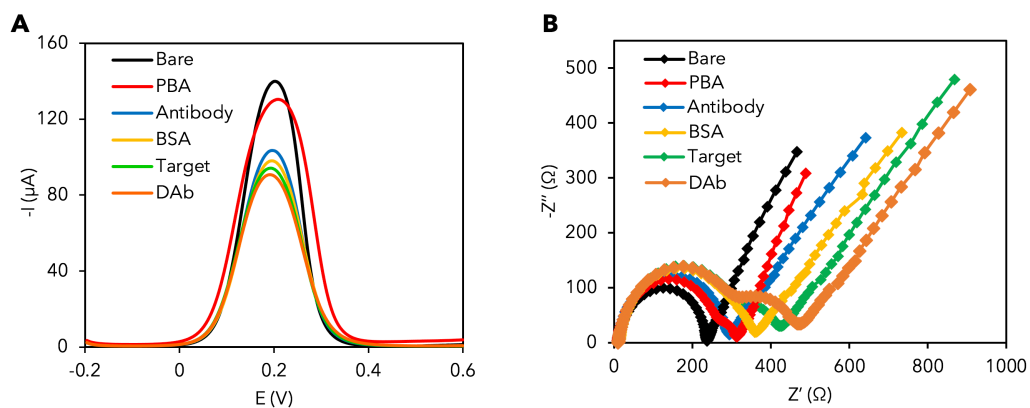 A
160
120
80
40
0
-0.2
0
0.2
0.4
0.6
-I (µA)
E (V)
Bare
PBA
Antibody
BSA
Target
DAb
B
500
400
300
200
100
0
0
200
400
600
800
1000
-Z″ (Ω)
Z′ (Ω)
Bare
PBA
Antibody
BSA
Target
DAb